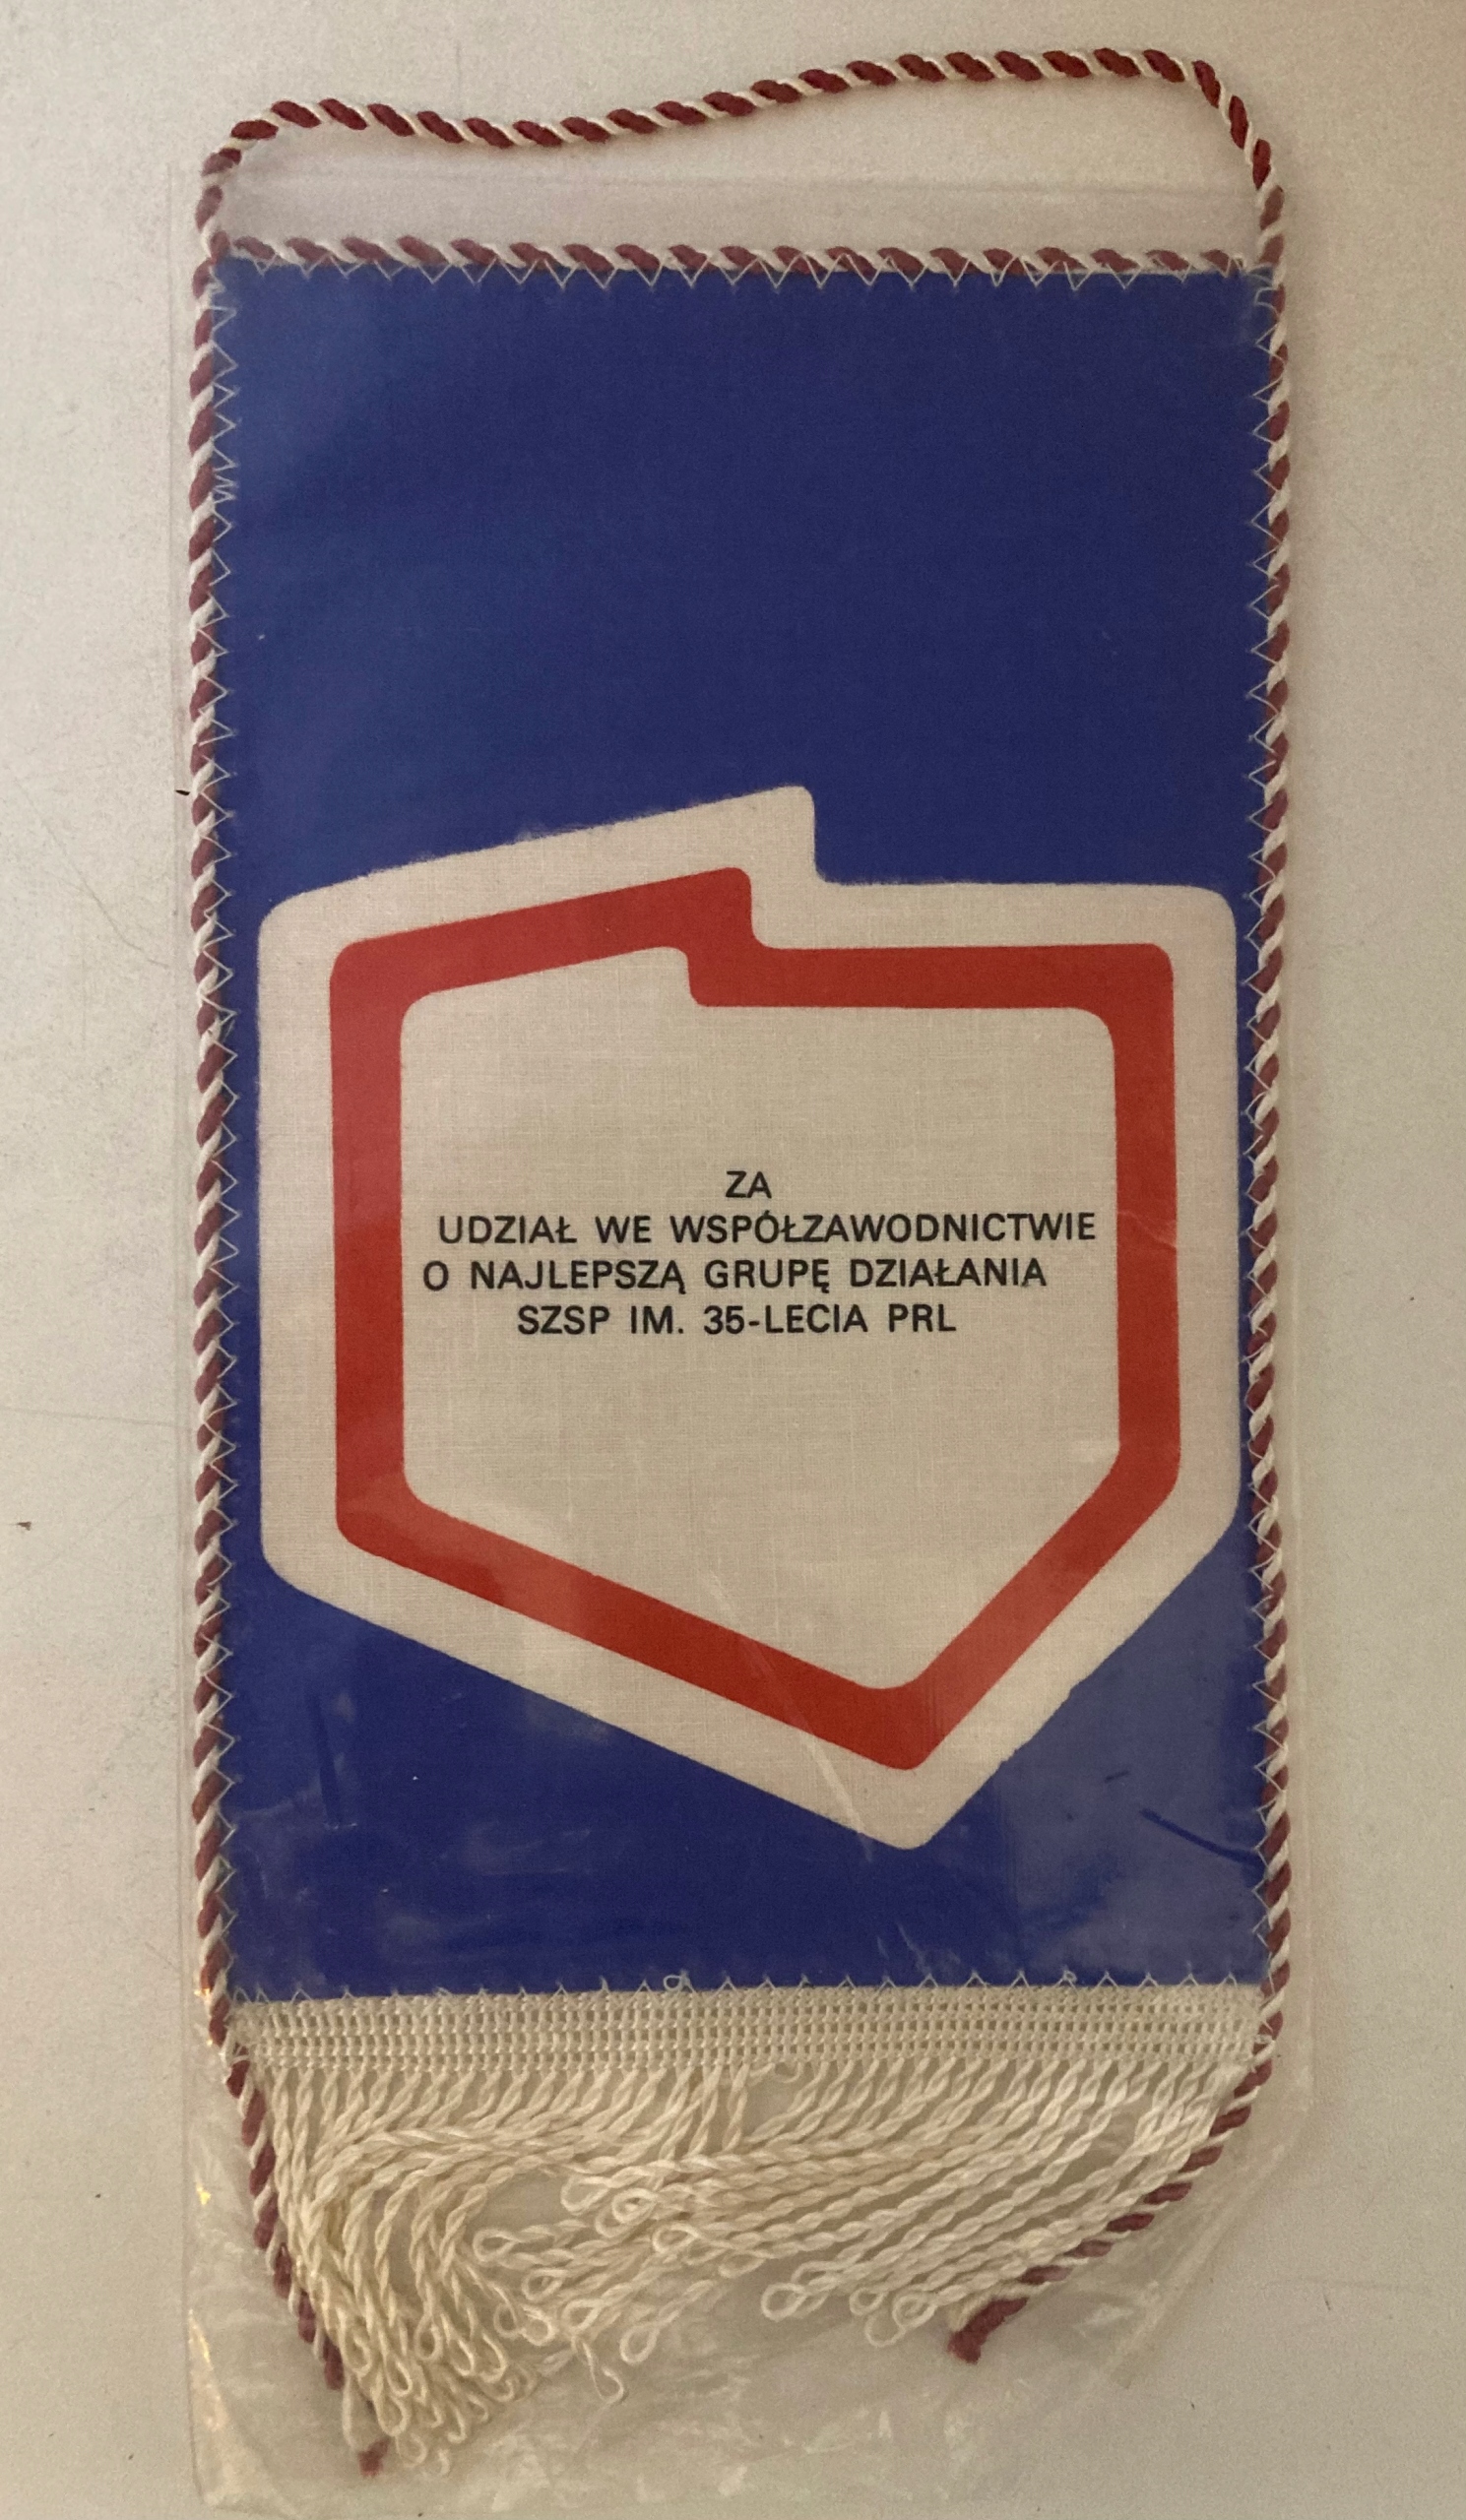 ZA
UDZIAŁ WE WSPÓŁZAWODNICTWIE
O NAJLEPSZĄ GRUPĘ DZIAŁANIA
SZSP IM. 35-LECIA PRL